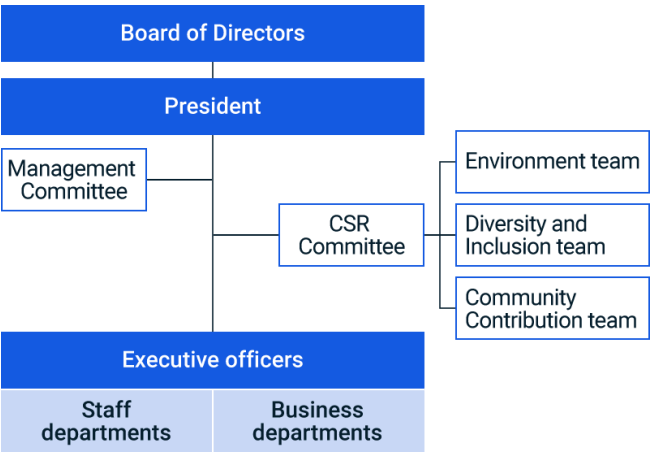 Board of Directors
President
Management
Committee
Environment team
CSR
Committee
Diversity and
Inclusion team
Community
Contribution team
Executive officers
Staff
departments
Business
departments